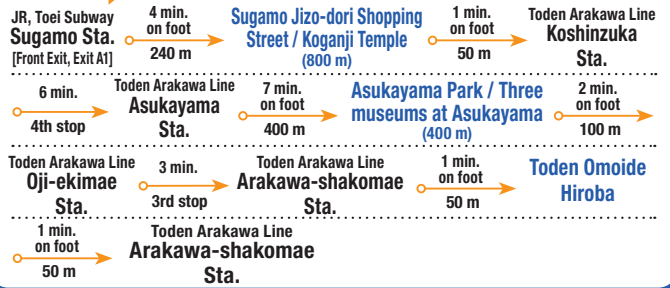 JR, Toei Subway
Sugamo Sta.
[Front Exit, Exit A1]
4 min.
on foot
240 m
Sugamo Jizo-dori Shopping
Street / Koganji Temple
(800 m)
1 min.
on foot
50 m
Toden Arakawa Line
Koshinzuka
Sta.
6 min.
4th stop
Toden Arakawa Line
Asukayama
Sta.
7 min.
on foot
400 m
Asukayama Park / Three
museums at Asukayama
(400 m)
2 min.
on foot
100 m
Toden Arakawa Line
Oji-ekimae
Sta.
3 min.
3rd stop
Toden Arakawa Line
Arakawa-shakomae
Sta.
1 min.
on foot
50 m
Toden Omoide
Hiroba
1 min.
on foot
50 m
Toden Arakawa Line
Arakawa-shakomae
Sta.